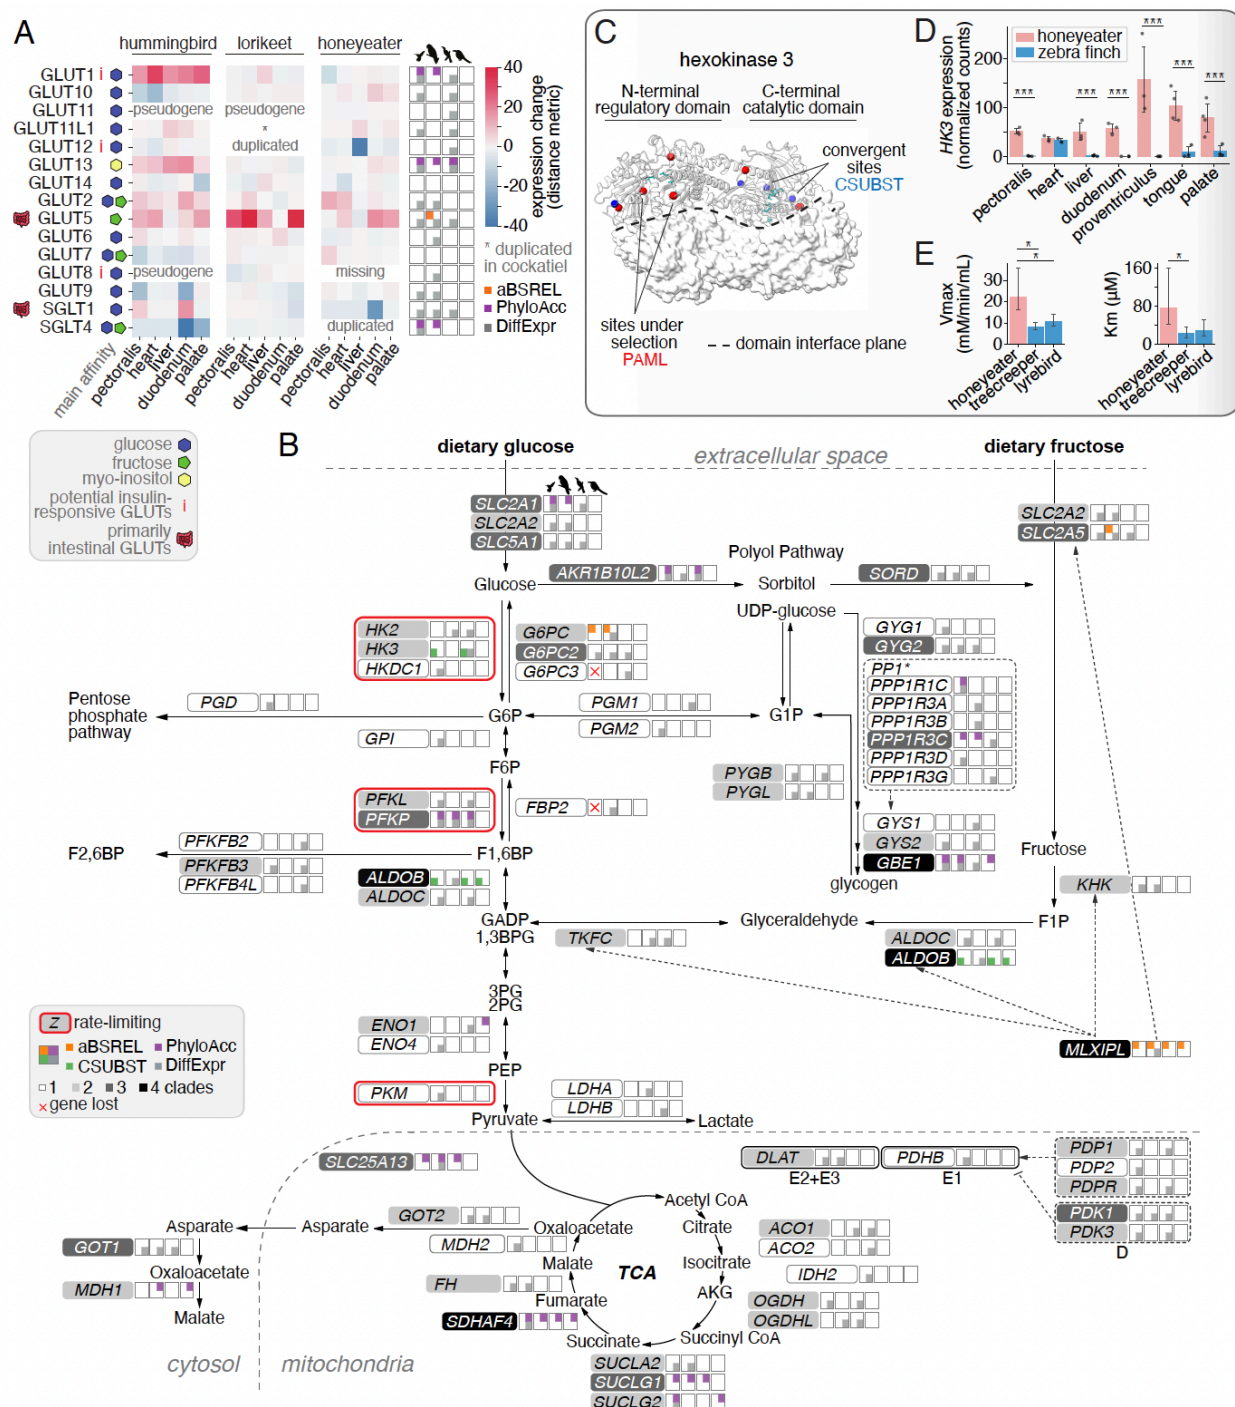 A
hummingbird
lorikeet
honeyeater
GLUT1 i
GLUT10
GLUT11
GLUT11L1
GLUT12 i
GLUT13
GLUT14
GLUT2
GLUT5
GLUT6
GLUT7
GLUT8 i
GLUT9
SGLT1
SGLT4
pseudogene
pseudogene
*
duplicated
pseudogene
missing
duplicated
main affinity
pectoralis
heart
liver
duodenum
palate
pectoralis
heart
liver
duodenum
palate
pectoralis
heart
liver
duodenum
palate
40
20
0
-20
-40
expression change
(distance metric)
* duplicated
in cockatiel
aBSREL
PhyloAcc
DiffExpr
glucose
fructose
myo-inositol
potential insulin-
responsive GLUTs
i
primarily
intestinal GLUTs
C
hexokinase 3
N-terminal
regulatory domain
C-terminal
catalytic domain
convergent
sites
CSUBST
sites under
selection
PAML
domain interface plane
D
HK3 expression
(normalized counts)
200
100
0
honeyeater
zebra finch
***
***
***
***
***
***
pectoralis
heart
liver
duodenum
proventriculus
tongue
palate
E
Vmax
(mM/min/mL)
30
20
10
0
*
*
honeyeater
treecreeper
lyrebird
Km (µM)
160
80
0
*
honeyeater
treecreeper
lyrebird
B
dietary glucose
extracellular space
dietary fructose
SLC2A1
SLC2A2
SLC5A1
SLC2A2
SLC2A5
Polyol Pathway
Glucose
AKR1B10L2
Sorbitol
SORD
UDP-glucose
HK2
HK3
HKDC1
G6PC
G6PC2
G6PC3
GYG1
GYG2
PP1*
PPP1R1C
PPP1R3A
PPP1R3B
PPP1R3C
PPP1R3D
PPP1R3G
Pentose
phosphate
pathway
PGD
G6P
PGM1
PGM2
G1P
GPI
F6P
PYGB
PYGL
PFKL
PFKP
FBP2
GYS1
GYS2
GBE1
glycogen
F2,6BP
PFKFB2
PFKFB3
PFKFB4L
F1,6BP
Fructose
ALDOB
ALDOC
KHK
GADP
1,3BPG
TKFC
Glyceraldehyde
F1P
ALDOC
ALDOB
3PG
2PG
ENO1
ENO4
PEP
MLXIPL
PKM
Pyruvate
LDHA
LDHB
Lactate
Z rate-limiting
aBSREL
PhyloAcc
CSUBST
DiffExpr
1 2 3 4 clades
gene lost
SLC25A13
DLAT
E2+E3
PDHB
E1
PDP1
PDP2
PDPR
PDK1
PDK3
D
Acetyl CoA
Citrate
Isocitrate
AKG
Succinyl CoA
Succinate
Fumarate
Malate
Oxaloacetate
TCA
ACO1
ACO2
IDH2
OGDH
OGDHL
SUCLA2
SUCLG1
SUCLG2
SDHAF4
FH
MDH2
GOT2
Asparate
Asparate
GOT1
Oxaloacetate
MDH1
Malate
cytosol
mitochondria